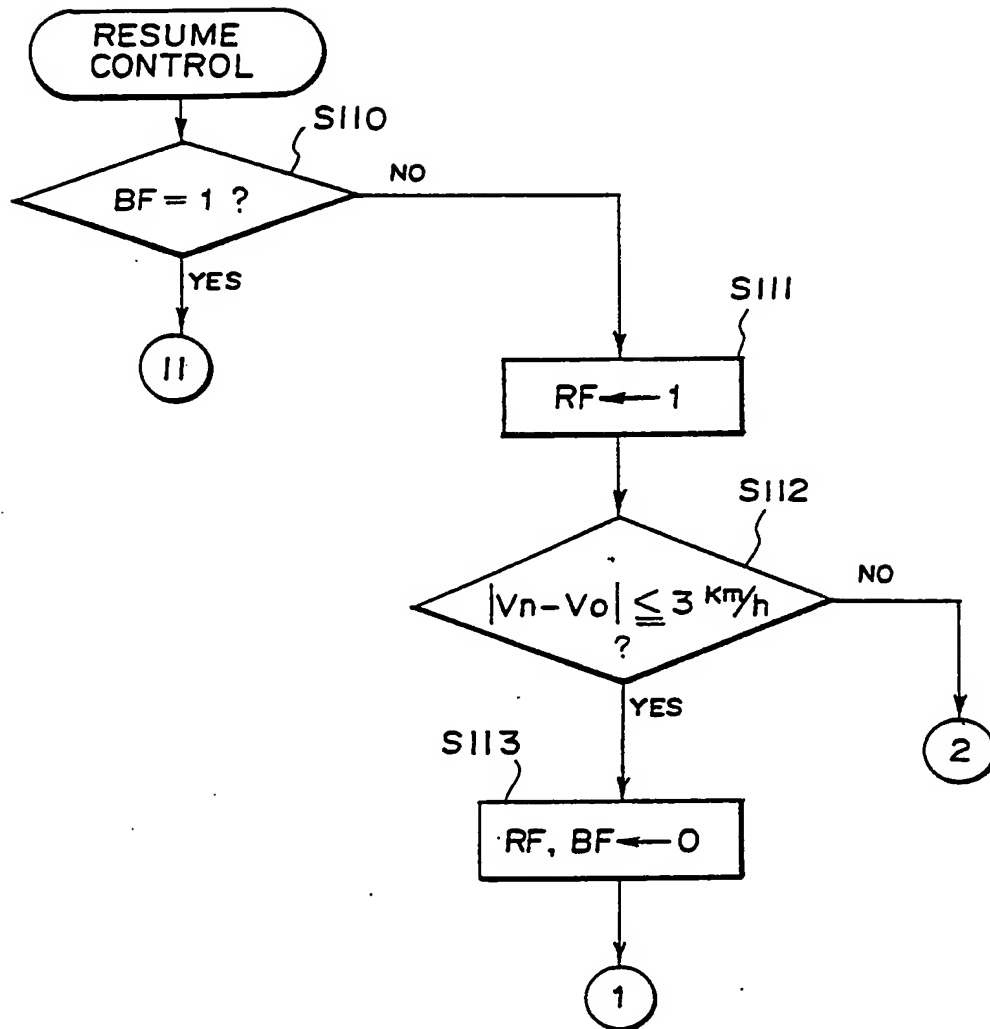 RESUME
CONTROL
S110
BF = 1 ?
NO
YES
11
S111
RF ← 1
S112
|Vn-Vo| ≦ 3 Km/h
?
NO
YES
2
S113
RF, BF ← 0
1